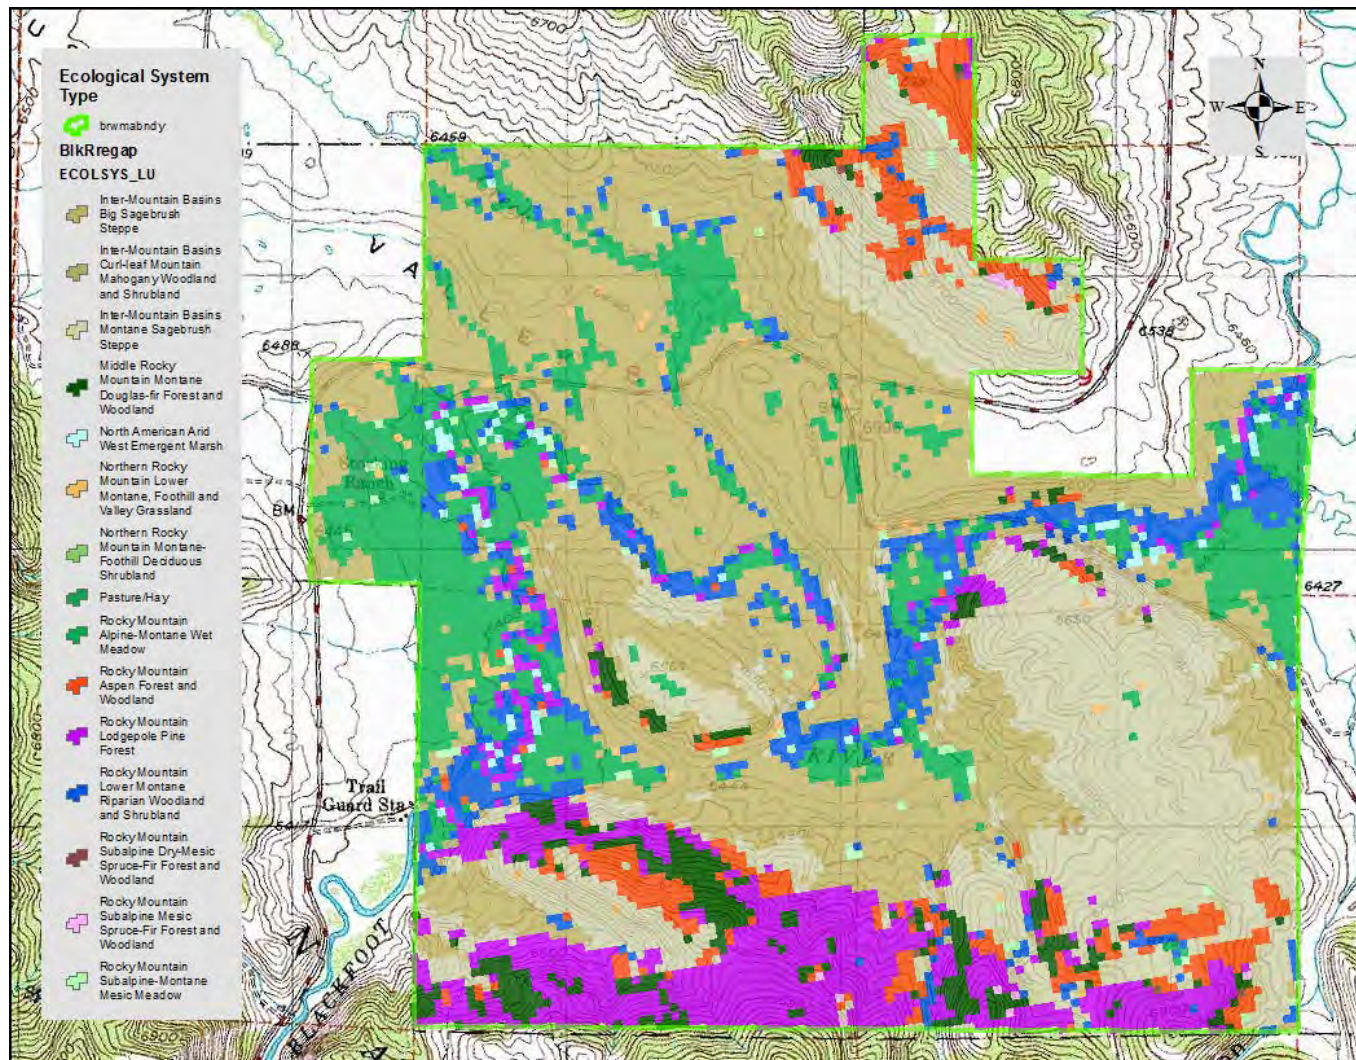 Ecological System
Type
brwmabndy
BlkRregap
ECOLSYS_LU
Inter-Mountain Basins
Big Sagebrush
Steppe
Inter-Mountain Basins
Curl-leaf Mountain
Mahogany Woodland
and Shrubland
Inter-Mountain Basins
Montane Sagebrush
Steppe
Middle Rocky
Mountain Montane
Douglas-fir Forest and
Woodland
North American Arid
West Emergent Marsh
Northern Rocky
Mountain Lower
Montane, Foothill and
Valley Grassland
Northern Rocky
Mountain Montane-
Foothill Deciduous
Shrubland
Pasture/Hay
Rocky Mountain
Alpine-Montane Wet
Meadow
Rocky Mountain
Aspen Forest and
Woodland
Rocky Mountain
Lodgepole Pine
Forest
Rocky Mountain
Lower Montane
Riparian Woodland
and Shrubland
Rocky Mountain
Subalpine Dry-Mesic
Spruce-Fir Forest and
Woodland
Rocky Mountain
Subalpine Mesic
Spruce-Fir Forest and
Woodland
Rocky Mountain
Subalpine-Montane
Mesic Meadow
N
W
E
S
6700
6459
6600
6488
6538
BM
6445
6427
RIVER
Trail
Guard Sta
6417
16
BLACKFOOT
6900